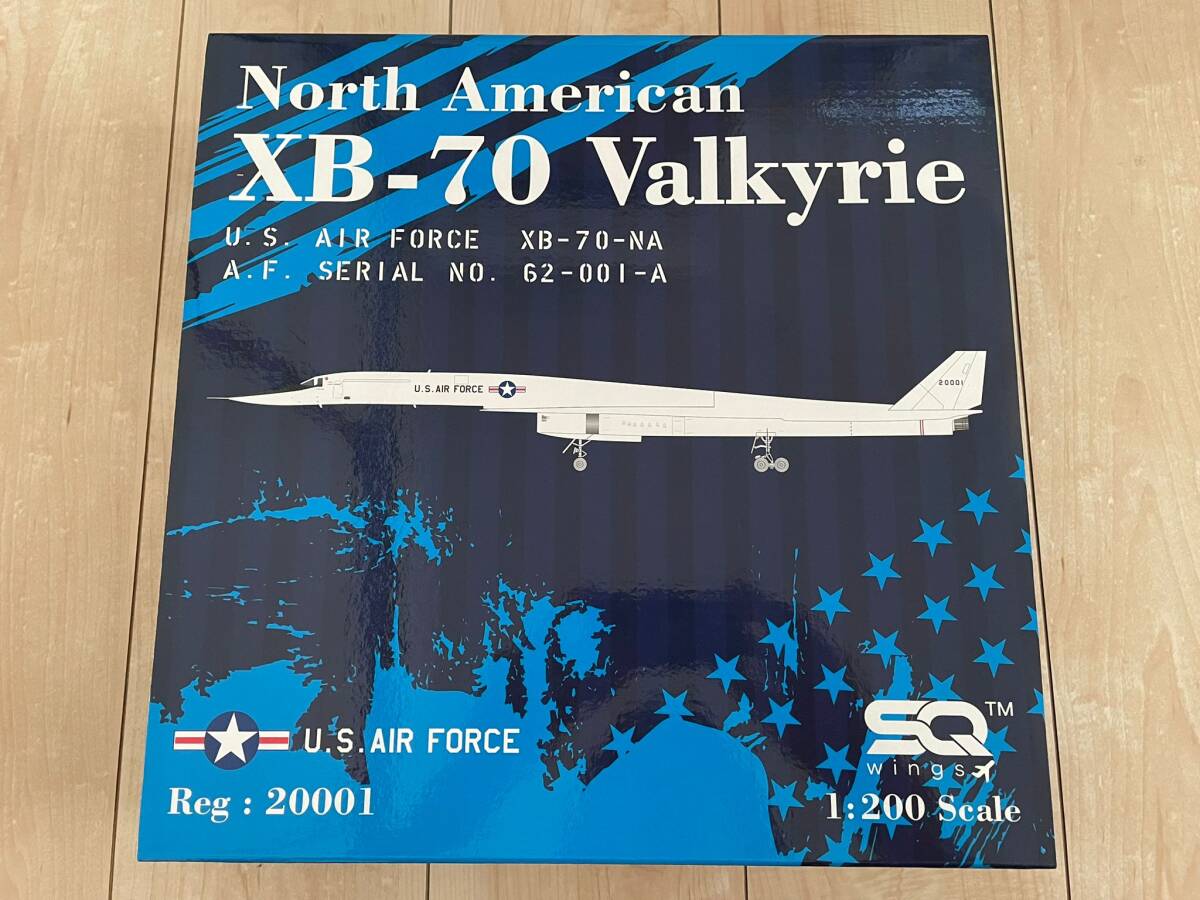 North American
XB-70 Valkyrie
U.S. AIR FORCE XB-70-NA
A.F. SERIAL NO. 62-001-A
U.S. AIR FORCE
20001
U.S. AIR FORCE
Reg : 20001
SQ™
wings
1:200 Scale